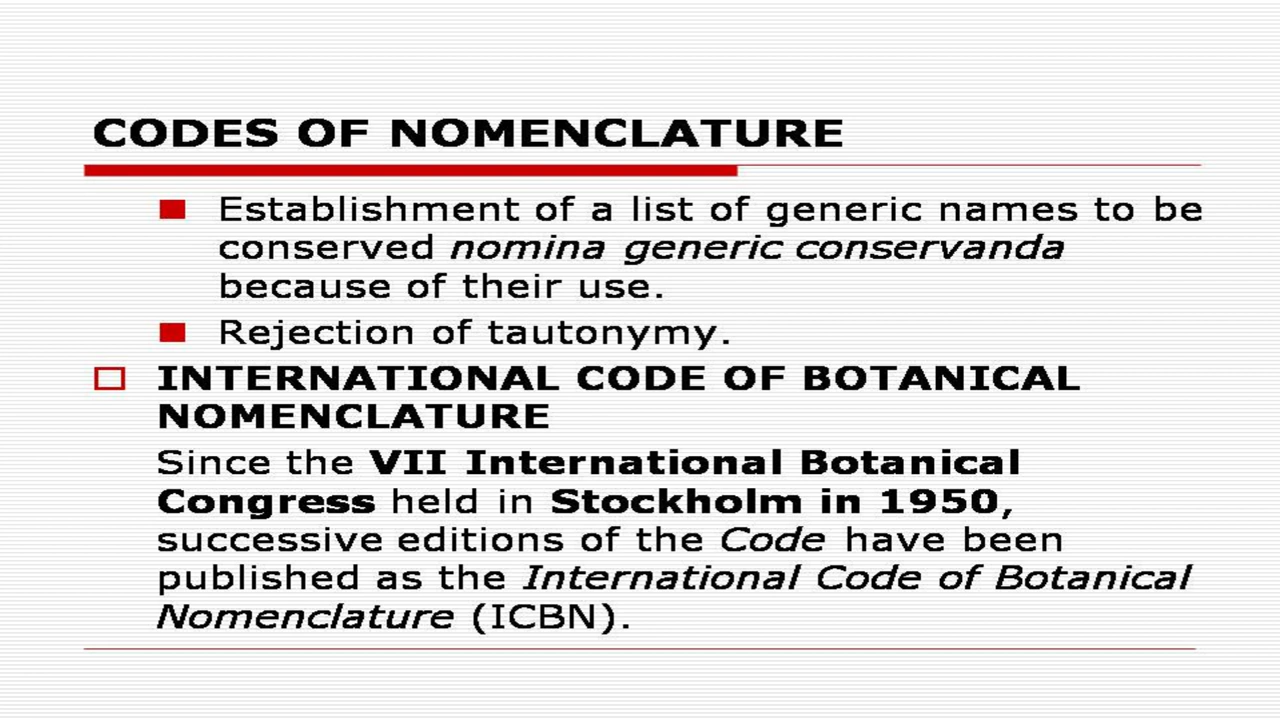 CODES OF NOMENCLATURE
Establishment of a list of generic names to be
conserved nomina generic conservanda
because of their use.
Rejection of tautonymy.
INTERNATIONAL CODE OF BOTANICAL
NOMENCLATURE
Since the VII International Botanical
Congress held in Stockholm in 1950,
successive editions of the Code have been
published as the International Code of Botanical
Nomenclature (ICBN).